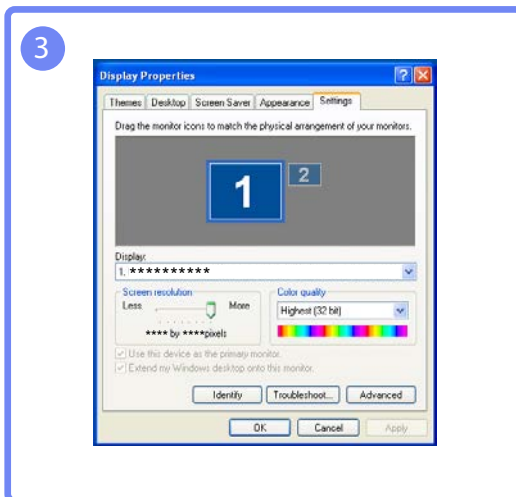 3
Display Properties
Themes Desktop Screen Saver Appearance Settings
Drag the monitor icons to match the physical arrangement of your monitors.
1 2
Display:
1. **********
Screen resolution Color quality
Less More Highest (32 bit)
**** by ****pixels
Use this device as the primary monitor.
Extend my Windows desktop onto this monitor.
Identify Troubleshoot... Advanced
OK Cancel Apply